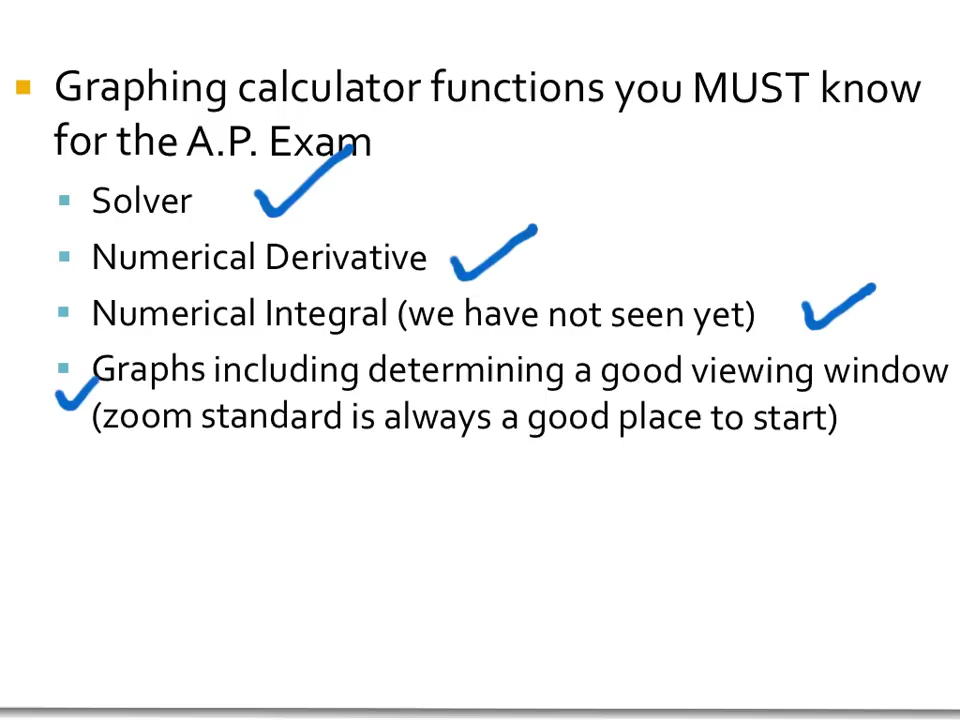 Graphing calculator functions you MUST know
for the A.P. Exam
Solver
Numerical Derivative
Numerical Integral (we have not seen yet)
Graphs including determining a good viewing window
(zoom standard is always a good place to start)